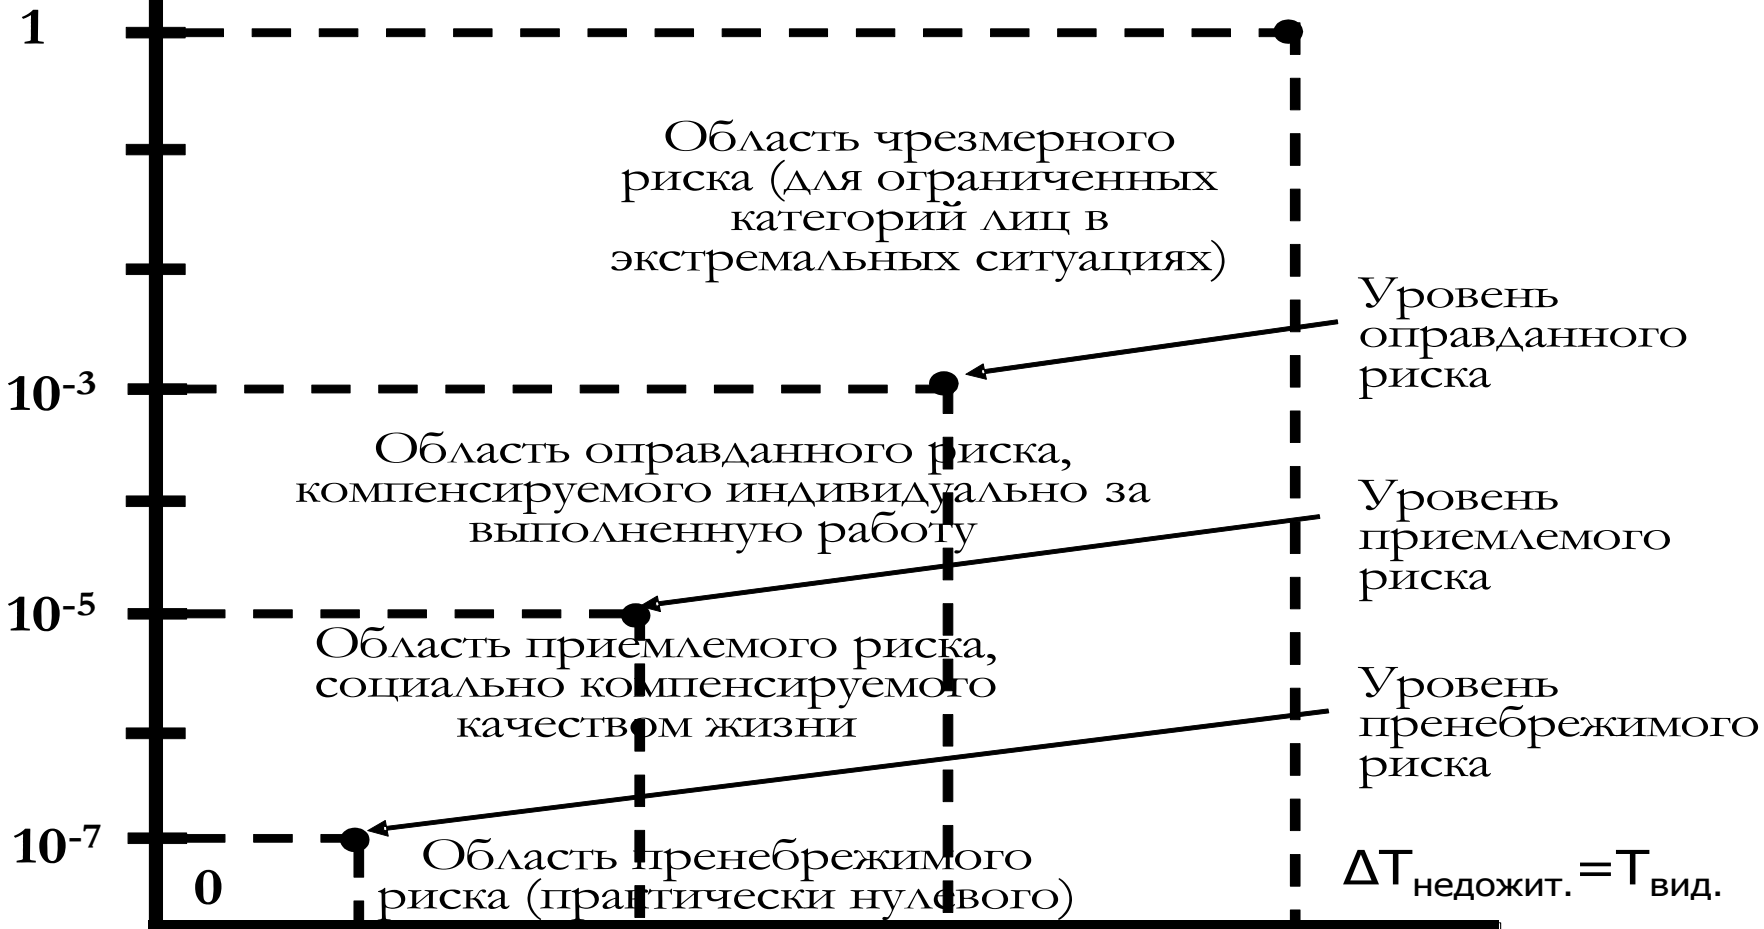 1
Область чрезмерного
риска (для ограниченных
категорий лиц в
экстремальных ситуациях)
Уровень
оправданного
риска
10⁻³
Область оправданного риска,
компенсируемого индивидуально за
выполненную работу
Уровень
приемлемого
риска
10⁻⁵
Область приемлемого риска,
социально компенсируемого
качеством жизни
Уровень
пренебрежимого
риска
10⁻⁷
Область пренебрежимого
риска (практически нулевого)
0
ΔTнедожит.=Tвид.